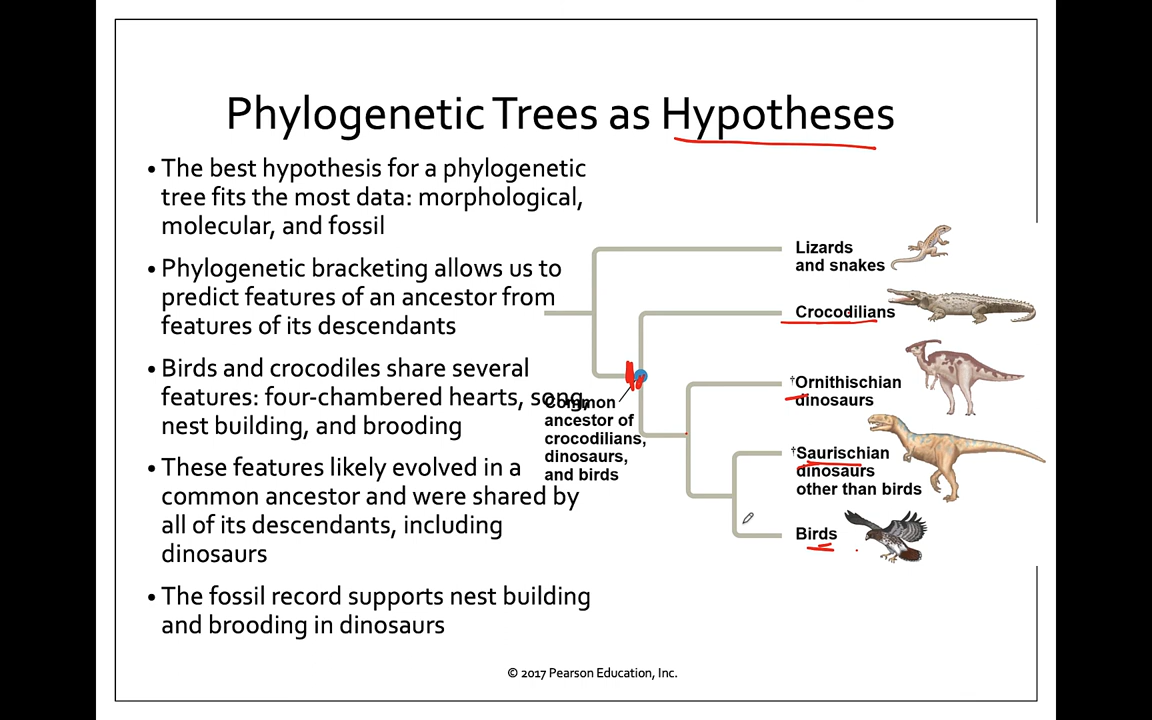 Phylogenetic Trees as Hypotheses
• The best hypothesis for a phylogenetic
tree fits the most data: morphological,
molecular, and fossil
• Phylogenetic bracketing allows us to
predict features of an ancestor from
features of its descendants
• Birds and crocodiles share several
features: four-chambered hearts, song,
nest building, and brooding
• These features likely evolved in a
common ancestor and were shared by
all of its descendants, including
dinosaurs
• The fossil record supports nest building
and brooding in dinosaurs
Lizards
and snakes
Crocodilians
†Ornithischian
dinosaurs
†Saurischian
dinosaurs
other than birds
Birds
Common
ancestor of
crocodilians,
dinosaurs,
and birds
© 2017 Pearson Education, Inc.